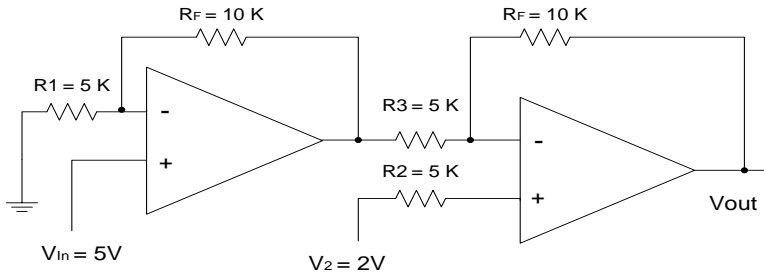 RF = 10 K
RF = 10 K
R1 = 5 K
-
+
R3 = 5 K
-
R2 = 5 K
+
Vout
VIn = 5V
V2 = 2V